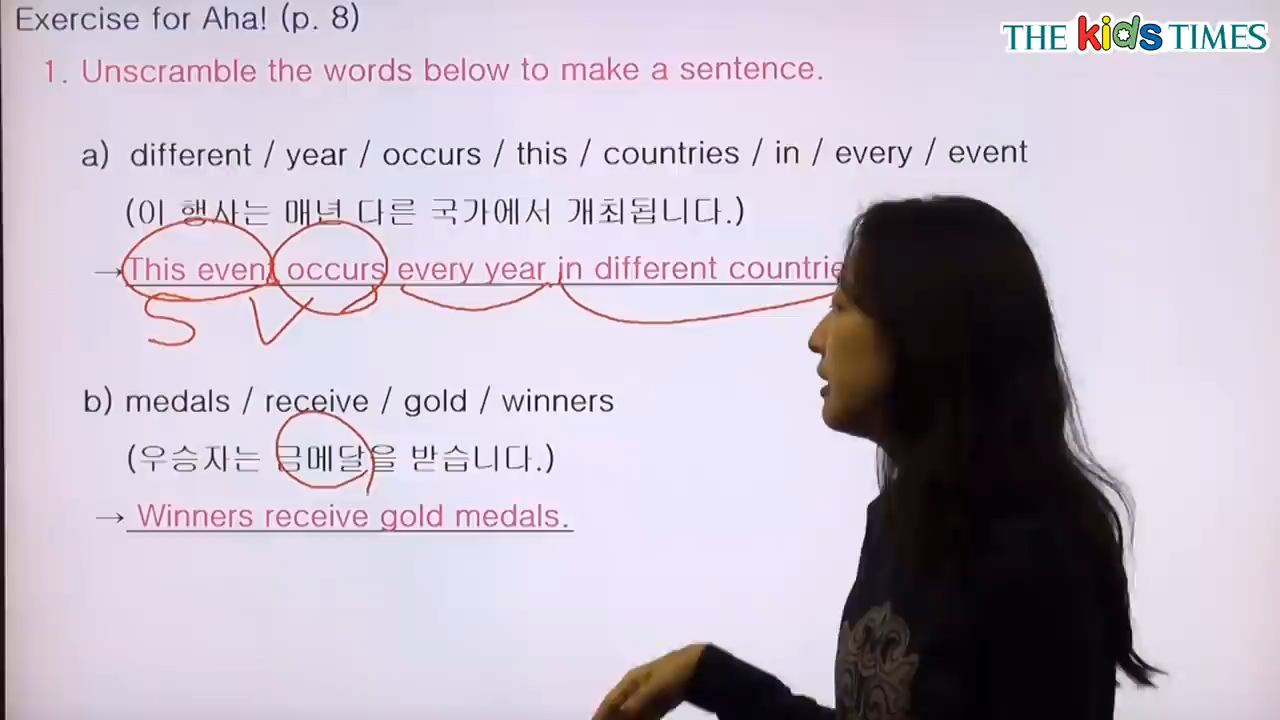 Exercise for Aha! (p. 8)
THE kids TIMES
1. Unscramble the words below to make a sentence.
a) different / year / occurs / this / countries / in / every / event
(이 행사는 매년 다른 국가에서 개최됩니다.)
→ This event occurs every year in different
S V
b) medals / receive / gold / winners
(우승자는 금메달을 받습니다.)
→ Winners receive gold medals.